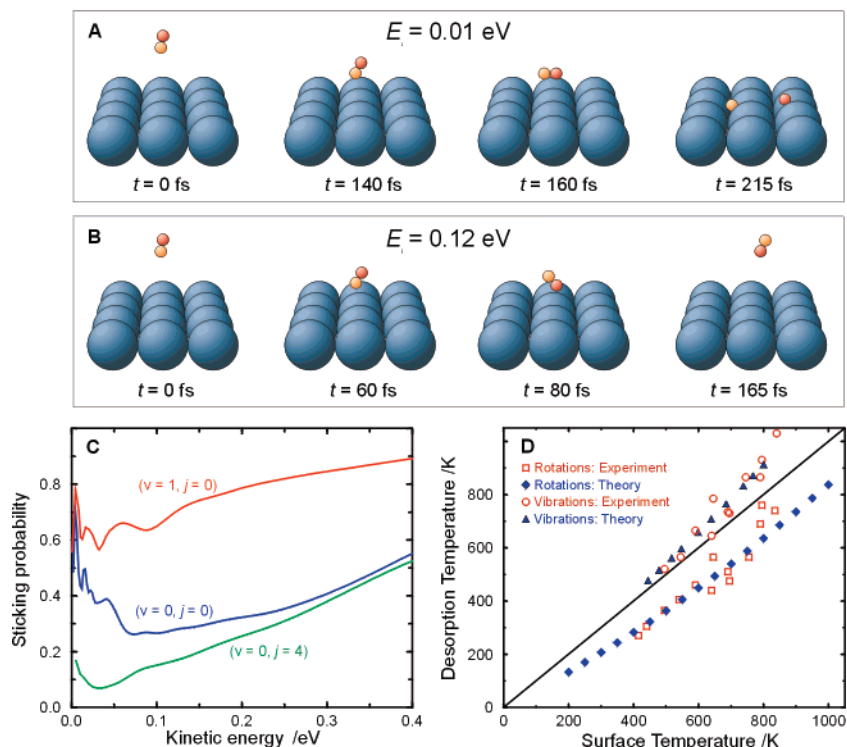 A
E_i = 0.01 eV
t = 0 fs
t = 140 fs
t = 160 fs
t = 215 fs
B
E_i = 0.12 eV
t = 0 fs
t = 60 fs
t = 80 fs
t = 165 fs
C
(v = 1, j = 0)
(v = 0, j = 0)
(v = 0, j = 4)
Sticking probability
0.8
0.6
0.4
0.2
0.0
0.0
0.1
0.2
0.3
0.4
Kinetic energy /eV
D
Rotations: Experiment
Rotations: Theory
Vibrations: Experiment
Vibrations: Theory
Desorption Temperature /K
800
600
400
200
0
200
400
600
800
1000
Surface Temperature /K